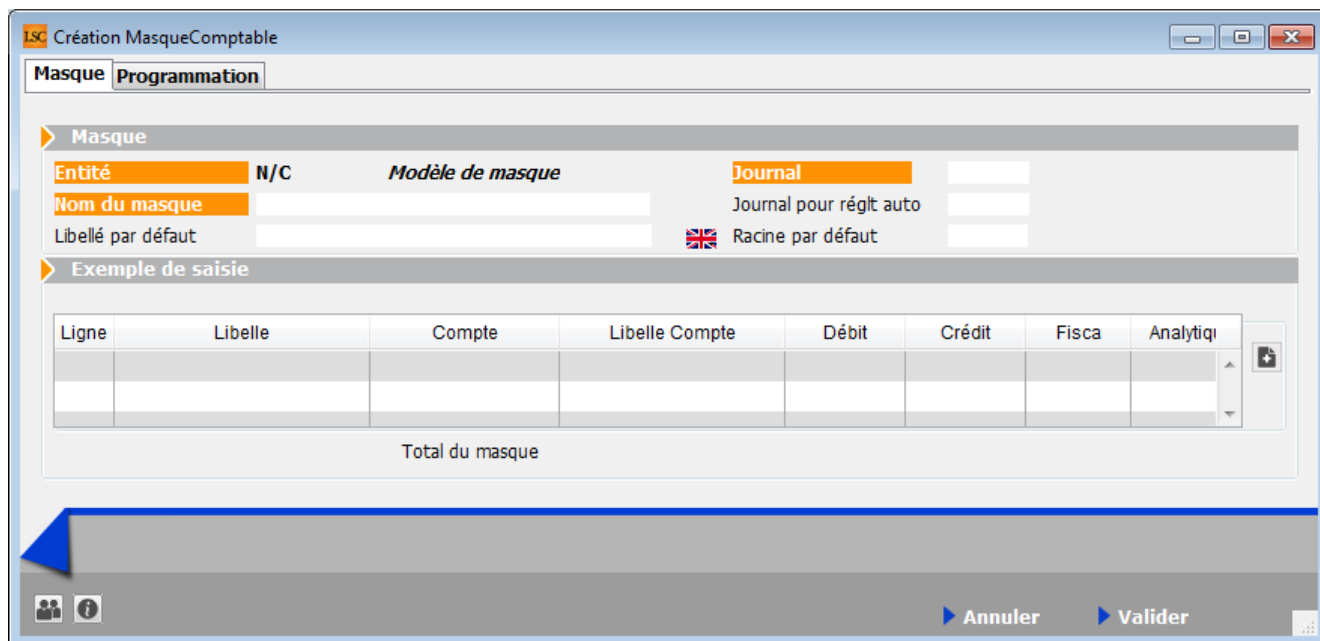 LSC Création MasqueComptable
Masque Programmation
Masque
Entité N/C Modèle de masque Journal
Nom du masque Journal pour réglt auto
Libellé par défaut Racine par défaut
Exemple de saisie
Ligne Libelle Compte Libelle Compte Débit Crédit Fisca Analytiqu
Total du masque
Annuler Valider